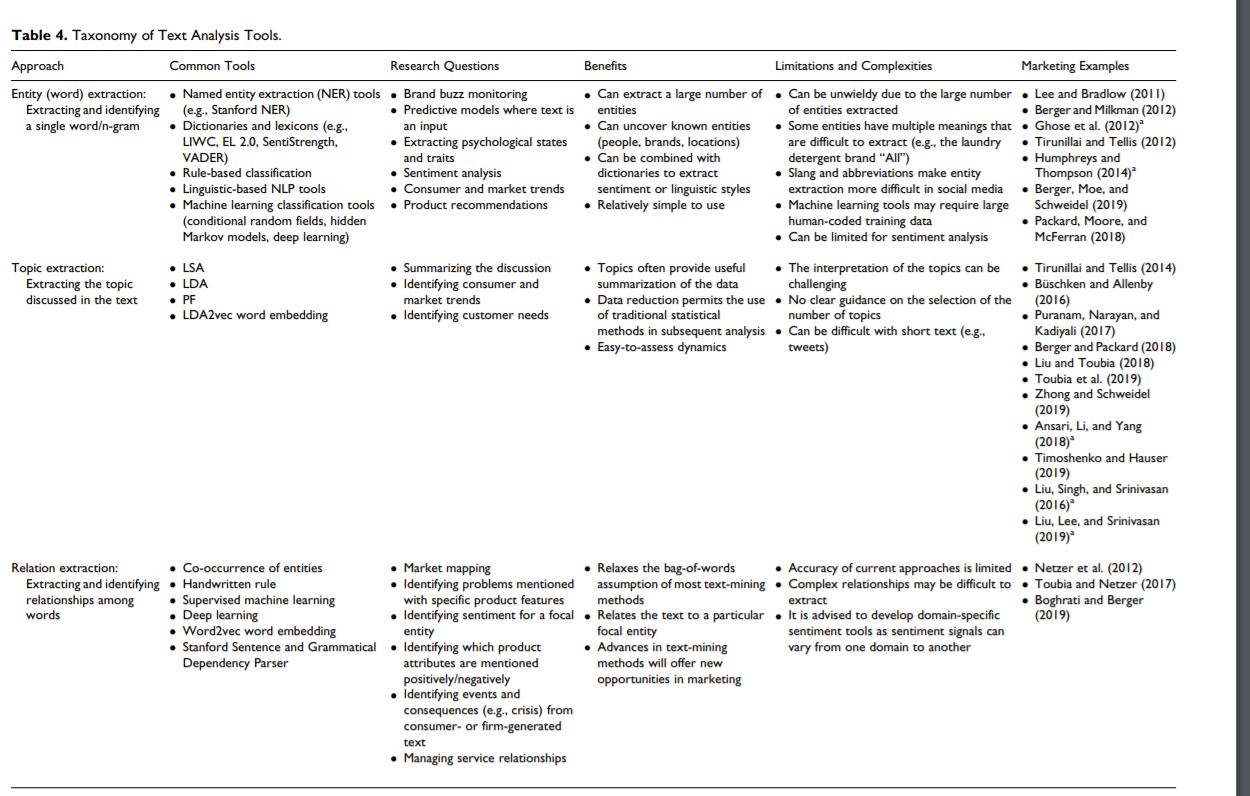 Table 4. Taxonomy of Text Analysis Tools.
Approach
Common Tools
Research Questions
Benefits
Limitations and Complexities
Marketing Examples
Entity (word) extraction:
Extracting and identifying
a single word/n-gram
• Named entity extraction (NER) tools
(e.g., Stanford NER)
• Dictionaries and lexicons (e.g.,
LIWC, EL 2.0, SentiStrength,
VADER)
• Rule-based classification
• Linguistic-based NLP tools
• Machine learning classification tools
(conditional random fields, hidden
Markov models, deep learning)
• Brand buzz monitoring
• Predictive models where text is
an input
• Extracting psychological states
and traits
• Sentiment analysis
• Consumer and market trends
• Product recommendations
• Can extract a large number of
entities
• Can uncover known entities
(people, brands, locations)
• Can be combined with
dictionaries to extract
sentiment or linguistic styles
• Relatively simple to use
• Can be unwieldy due to the large number
of entities extracted
• Some entities have multiple meanings that
are difficult to extract (e.g., the laundry
detergent brand “All”)
• Slang and abbreviations make entity
extraction more difficult in social media
• Machine learning tools may require large
human-coded training data
• Can be limited for sentiment analysis
• Lee and Bradlow (2011)
• Berger and Milkman (2012)
• Ghose et al. (2012)ª
• Tirunillai and Tellis (2012)
• Humphreys and
Thompson (2014)ª
• Berger, Moe, and
Schweidel (2019)
• Packard, Moore, and
McFerran (2018)
Topic extraction:
Extracting the topic
discussed in the text
• LSA
• LDA
• PF
• LDA2vec word embedding
• Summarizing the discussion
• Identifying consumer and
market trends
• Identifying customer needs
• Topics often provide useful
summarization of the data
• Data reduction permits the use
of traditional statistical
methods in subsequent analysis
• Easy-to-assess dynamics
• The interpretation of the topics can be
challenging
• No clear guidance on the selection of the
number of topics
• Can be difficult with short text (e.g.,
tweets)
• Tirunillai and Tellis (2014)
• Büschken and Allenby
(2016)
• Puranam, Narayan, and
Kadiyali (2017)
• Berger and Packard (2018)
• Liu and Toubia (2018)
• Toubia et al. (2019)
• Zhong and Schweidel
(2019)
• Ansari, Li, and Yang
(2018)ª
• Timoshenko and Hauser
(2019)
• Liu, Singh, and Srinivasan
(2016)ª
• Liu, Lee, and Srinivasan
(2019)ª
Relation extraction:
Extracting and identifying
relationships among
words
• Co-occurrence of entities
• Handwritten rule
• Supervised machine learning
• Deep learning
• Word2vec word embedding
• Stanford Sentence and Grammatical
Dependency Parser
• Market mapping
• Identifying problems mentioned
with specific product features
• Identifying sentiment for a focal
entity
• Identifying which product
attributes are mentioned
positively/negatively
• Identifying events and
consequences (e.g., crisis) from
consumer- or firm-generated
text
• Managing service relationships
• Relaxes the bag-of-words
assumption of most text-mining
methods
• Relates the text to a particular
focal entity
• Advances in text-mining
methods will offer new
opportunities in marketing
• Accuracy of current approaches is limited
• Complex relationships may be difficult to
extract
• It is advised to develop domain-specific
sentiment tools as sentiment signals can
vary from one domain to another
• Netzer et al. (2012)
• Toubia and Netzer (2017)
• Boghrati and Berger
(2019)